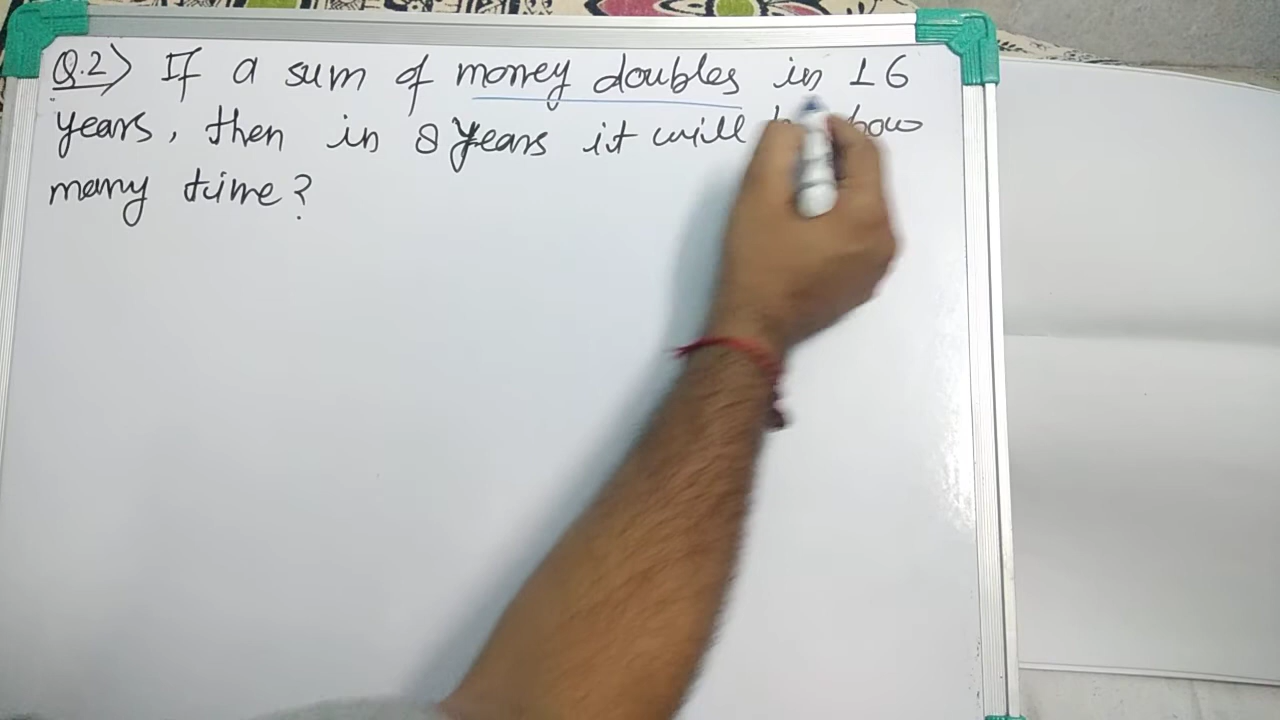 Q.2) If a sum of money doubles in 16
years, then in 8 years it will how
many time?